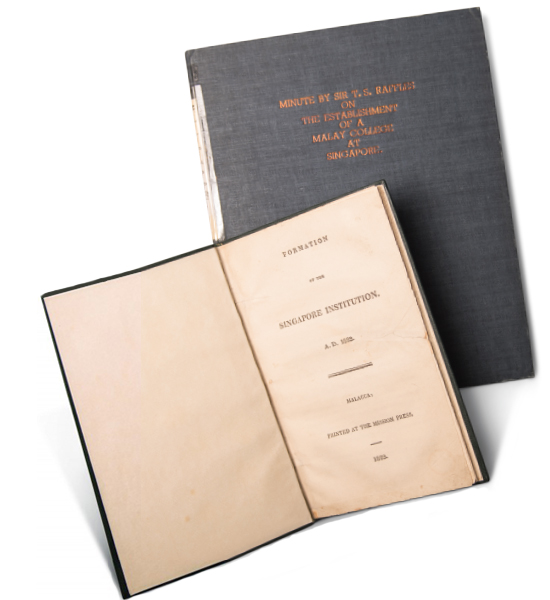 MINUTE BY SIR T. S. RAFFLES
ON
THE ESTABLISHMENT
OF A
MALAY COLLEGE
AT
SINGAPORE.
FORMATION
OF THE
SINGAPORE INSTITUTION,
A. D. 1823.
MALACCA:
PRINTED AT THE MISSION PRESS.
1823.